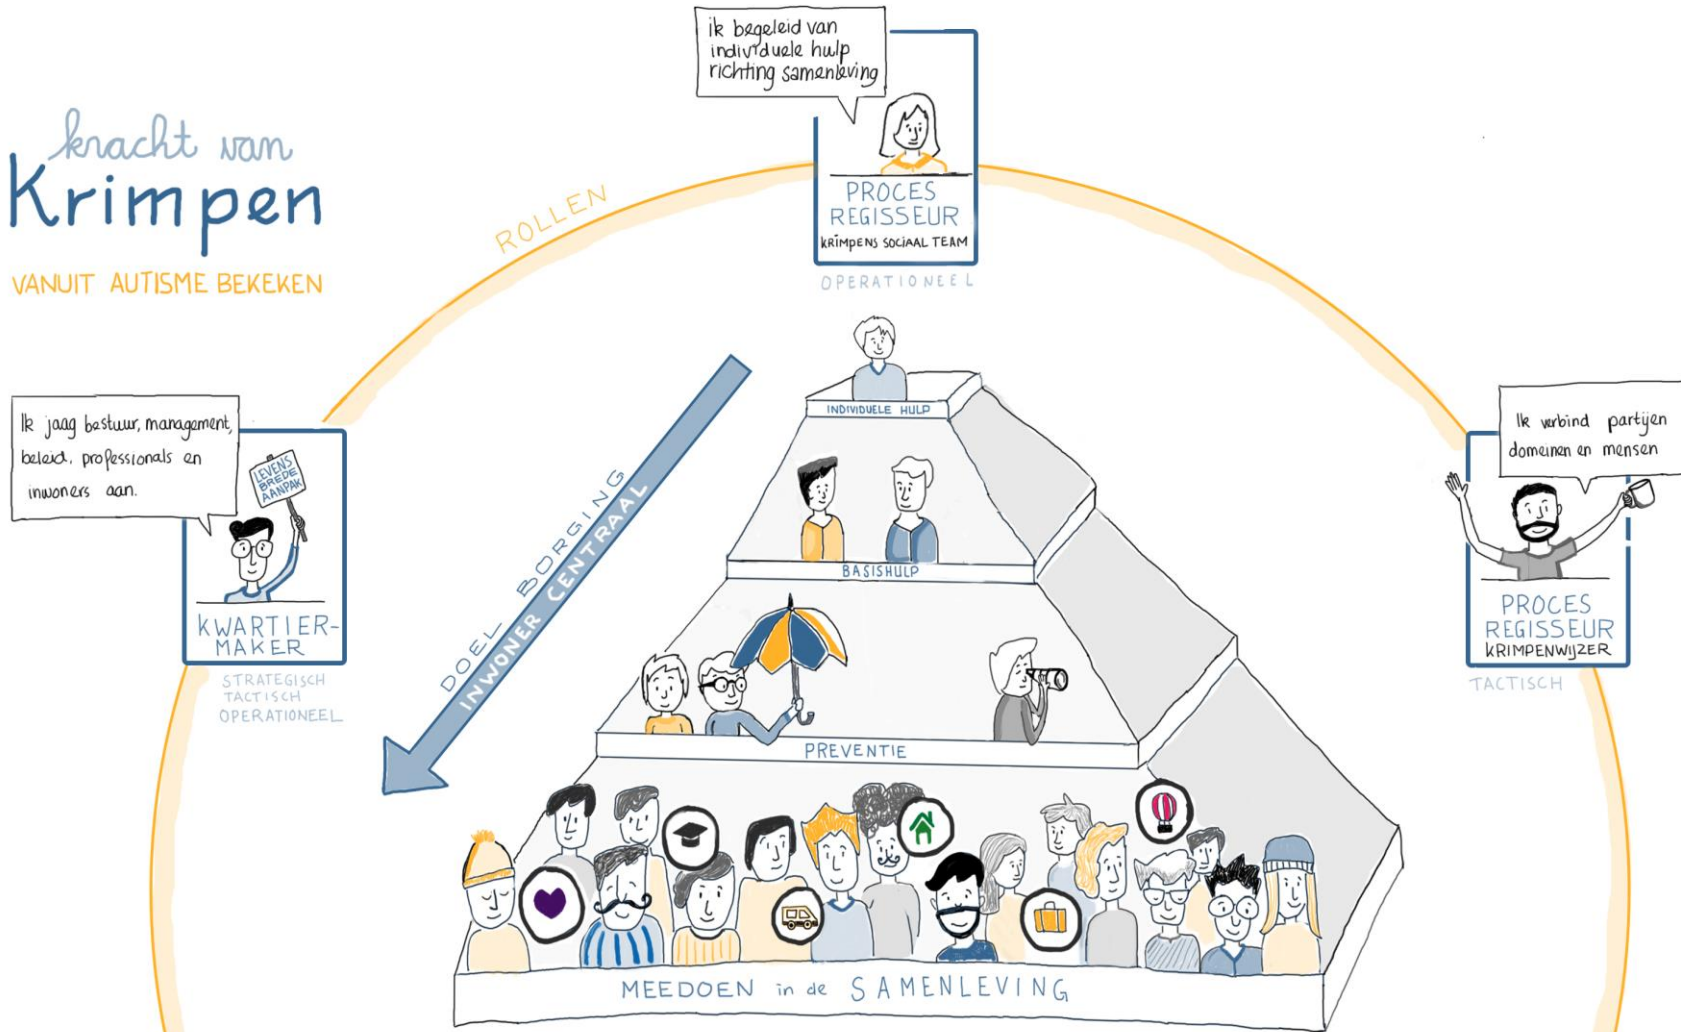 kracht van
Krimpen
VANUIT AUTISME BEKEKEN
ROLLEN
ik begeleid van
individuele hulp
richting samenleving
PROCES
REGISSEUR
KRIMPENS SOCIAAL TEAM
OPERATIONEEL
Ik jaag bestuur, management,
beleid, professionals en
inwoners aan.
LEVENS
BREDE
AANPAK
KWARTIER-
MAKER
STRATEGISCH
TACTISCH
OPERATIONEEL
Ik verbind partijen
domeinen en mensen
PROCES
REGISSEUR
KRIMPENWIJZER
TACTISCH
DOEL BORGING
INWONER CENTRAAL
INDIVIDUELE HULP
BASISHULP
PREVENTIE
MEEDOEN in de SAMENLEVING